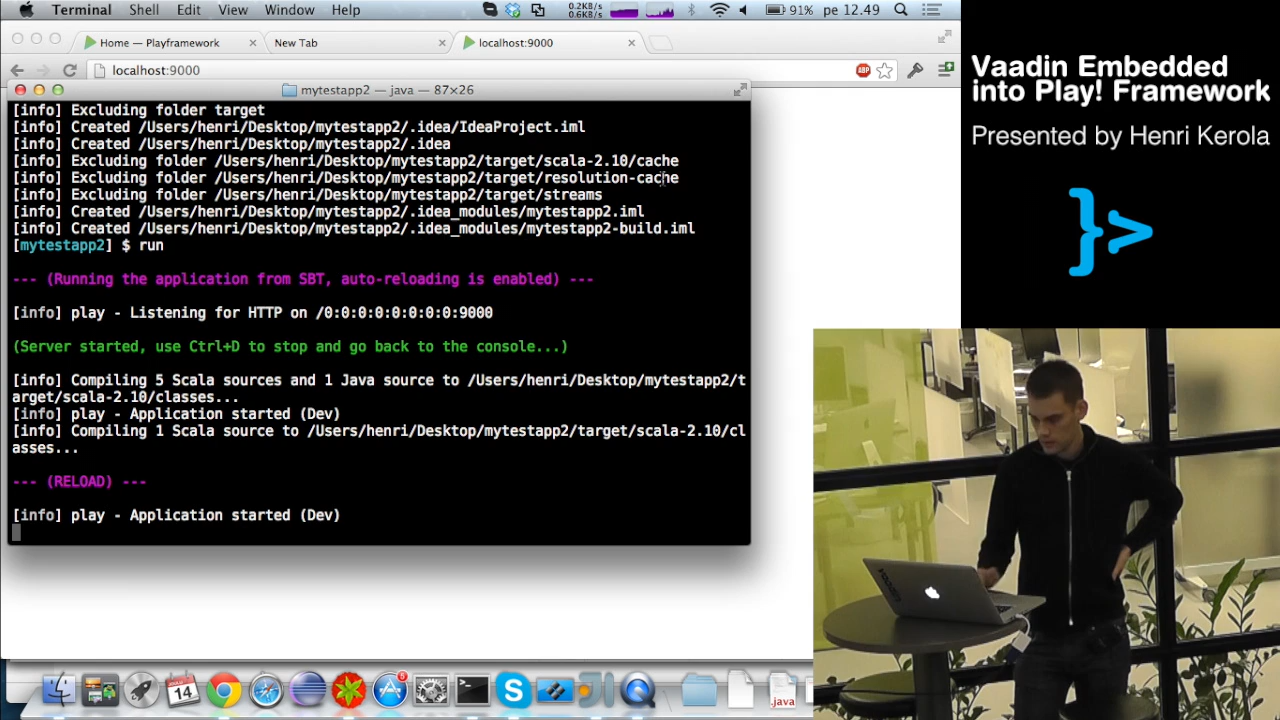 Terminal Shell Edit View Window Help
0.2KB/s
0.6KB/s
91% pe 12.49
Home — Playframework
New Tab
localhost:9000
localhost:9000
ABP
mytestapp2 — java — 87×26
[info] Excluding folder target
[info] Created /Users/henri/Desktop/mytestapp2/.idea/IdeaProject.iml
[info] Created /Users/henri/Desktop/mytestapp2/.idea
[info] Excluding folder /Users/henri/Desktop/mytestapp2/target/scala-2.10/cache
[info] Excluding folder /Users/henri/Desktop/mytestapp2/target/resolution-cache
[info] Excluding folder /Users/henri/Desktop/mytestapp2/target/streams
[info] Created /Users/henri/Desktop/mytestapp2/.idea_modules/mytestapp2.iml
[info] Created /Users/henri/Desktop/mytestapp2/.idea_modules/mytestapp2-build.iml
[mytestapp2] $ run
--- (Running the application from SBT, auto-reloading is enabled) ---
[info] play - Listening for HTTP on /0:0:0:0:0:0:0:0:9000
(Server started, use Ctrl+D to stop and go back to the console...)
[info] Compiling 5 Scala sources and 1 Java source to /Users/henri/Desktop/mytestapp2/t
arget/scala-2.10/classes...
[info] play - Application started (Dev)
[info] Compiling 1 Scala source to /Users/henri/Desktop/mytestapp2/target/scala-2.10/cl
asses...
--- (RELOAD) ---
[info] play - Application started (Dev)
Vaadin Embedded
into Play! Framework
Presented by Henri Kerola
}>
vaadin
14
.java